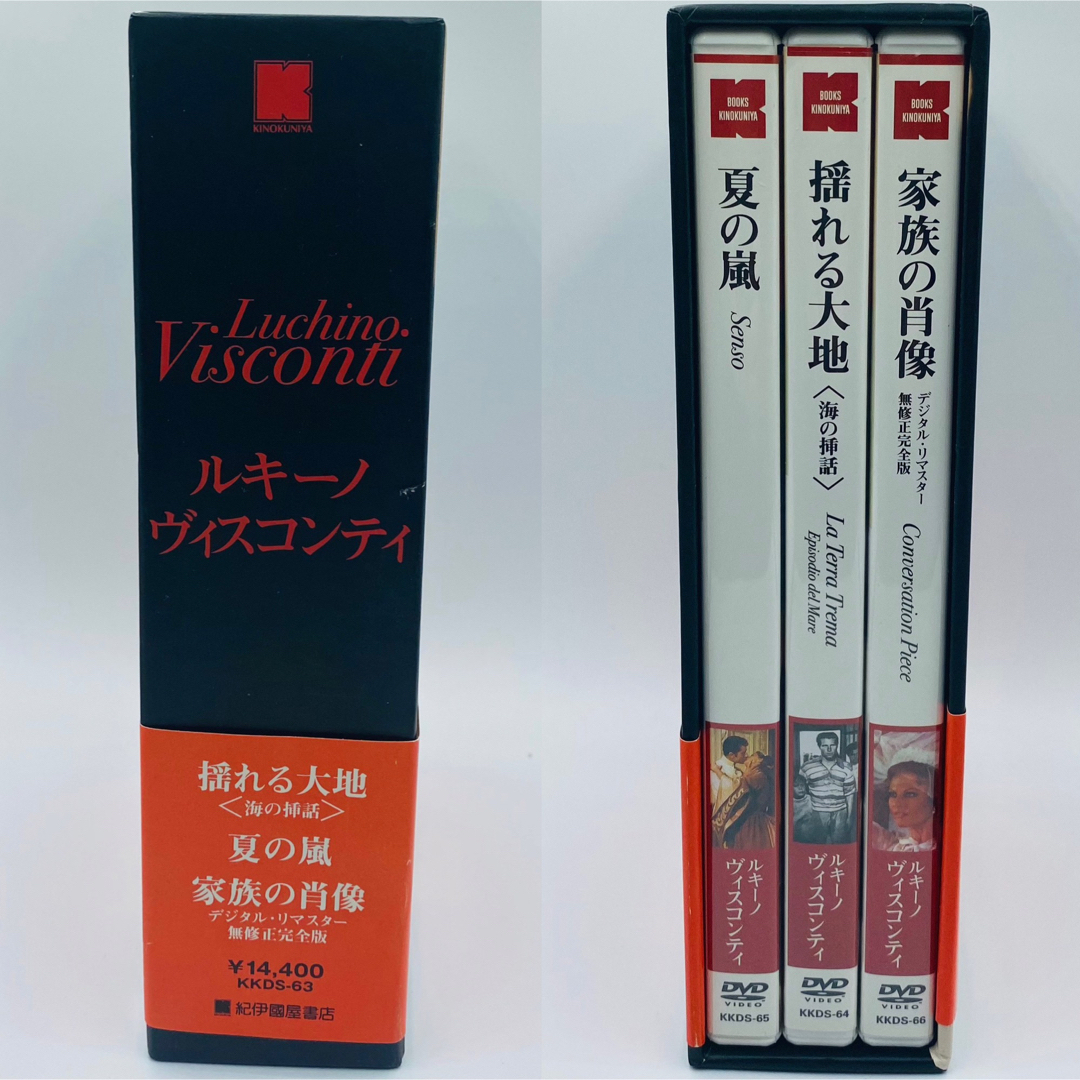 KINOKUNIYA
Luchino
Visconti
ルキーノ
ヴィスコンティ
揺れる大地
〈海の挿話〉
夏の嵐
家族の肖像
デジタル・リマスター
無修正完全版
¥14,400
KKDS-63
紀伊國屋書店
BOOKS
KINOKUNIYA
夏の嵐
Senso
ルキーノ
ヴィスコンティ
DVD
VIDEO
KKDS-65
BOOKS
KINOKUNIYA
揺れる大地
〈海の挿話〉
La Terra Trema
Episodio del Mare
ルキーノ
ヴィスコンティ
DVD
VIDEO
KKDS-64
BOOKS
KINOKUNIYA
家族の肖像
デジタル・リマスター
無修正完全版
Conversation Piece
ルキーノ
ヴィスコンティ
DVD
VIDEO
KKDS-66